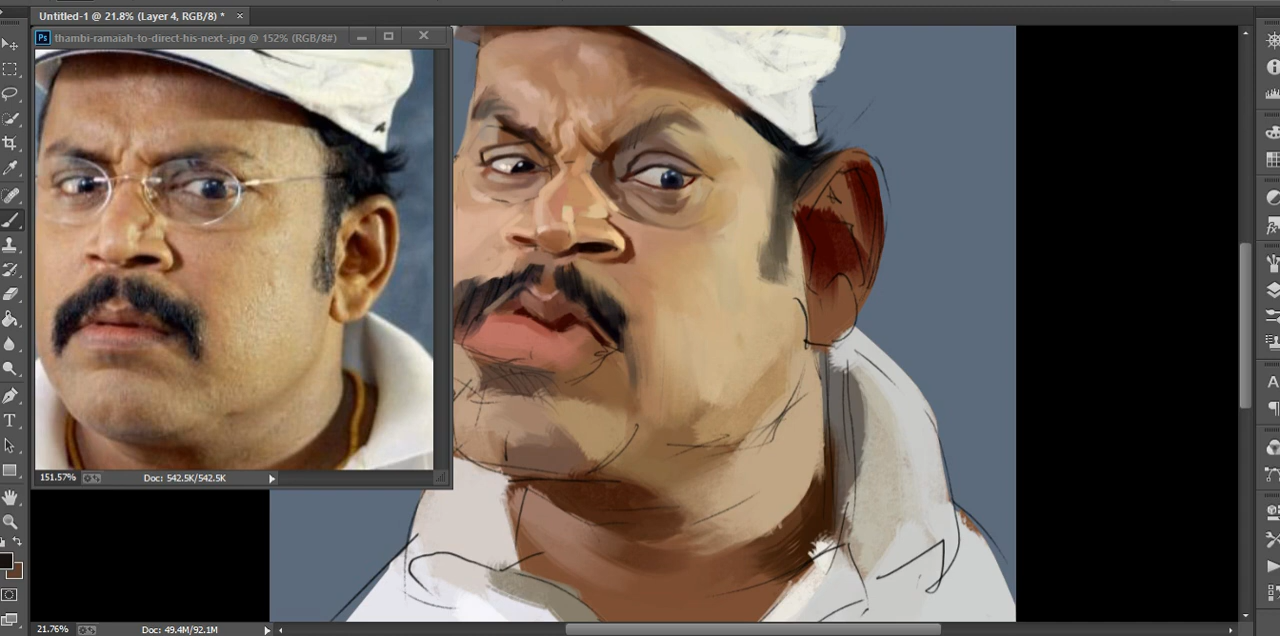 Untitled-1 @ 21.8% (Layer 4, RGB/8) * ×
Ps thambi-ramaiah-to-direct-his-next-.jpg @ 152% (RGB/8#)
151.57% Doc: 542.5K/542.5K
21.76% Doc: 49.4M/92.1M